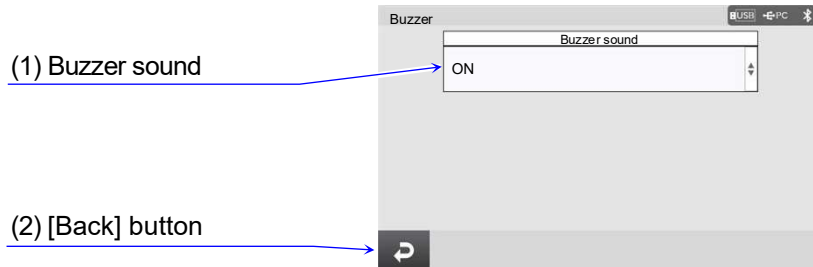 Buzzer
USB PC
Buzzer sound
(1) Buzzer sound
ON
(2) [Back] button